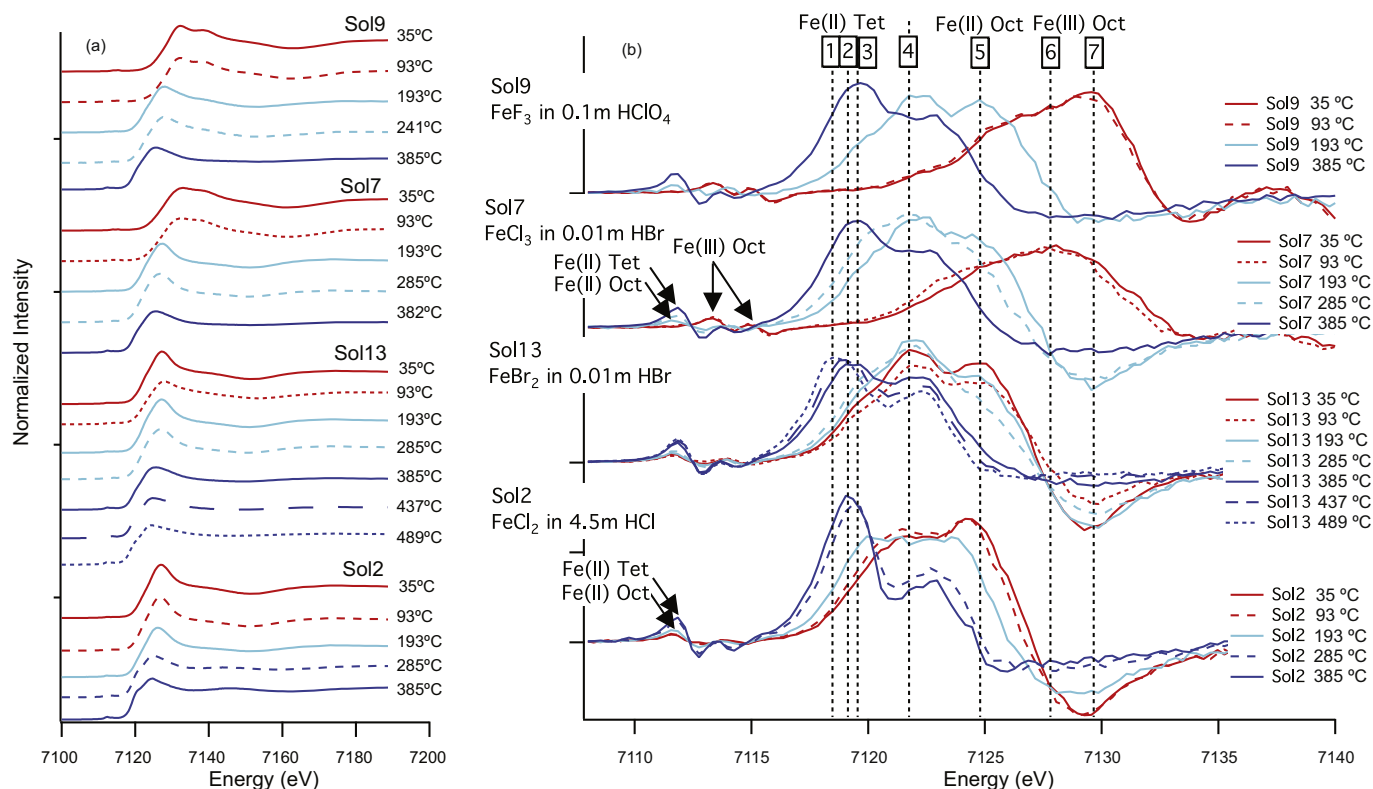 (a)
Sol9
35ºC
93ºC
193ºC
241ºC
385ºC
Sol7
35ºC
93ºC
193ºC
285ºC
382ºC
Sol13
35ºC
93ºC
193ºC
285ºC
385ºC
437ºC
489ºC
Sol2
35ºC
93ºC
193ºC
285ºC
385ºC
Normalized Intensity
7100 7120 7140 7160 7180 7200
Energy (eV)
(b)
Fe(II) Tet Fe(II) Oct Fe(III) Oct
1 2 3 4 5 6 7
Sol9
FeF3 in 0.1m HClO4
Sol9 35 ºC
Sol9 93 ºC
Sol9 193 ºC
Sol9 385 ºC
Sol7
FeCl3 in 0.01m HBr
Fe(III) Oct
Fe(II) Tet
Fe(II) Oct
Sol7 35 ºC
Sol7 93 ºC
Sol7 193 ºC
Sol7 285 ºC
Sol7 385 ºC
Sol13
FeBr2 in 0.01m HBr
Sol13 35 ºC
Sol13 93 ºC
Sol13 193 ºC
Sol13 285 ºC
Sol13 385 ºC
Sol13 437 ºC
Sol13 489 ºC
Sol2
FeCl2 in 4.5m HCl
Fe(II) Tet
Fe(II) Oct
Sol2 35 ºC
Sol2 93 ºC
Sol2 193 ºC
Sol2 285 ºC
Sol2 385 ºC
7110 7115 7120 7125 7130 7135 7140
Energy (eV)